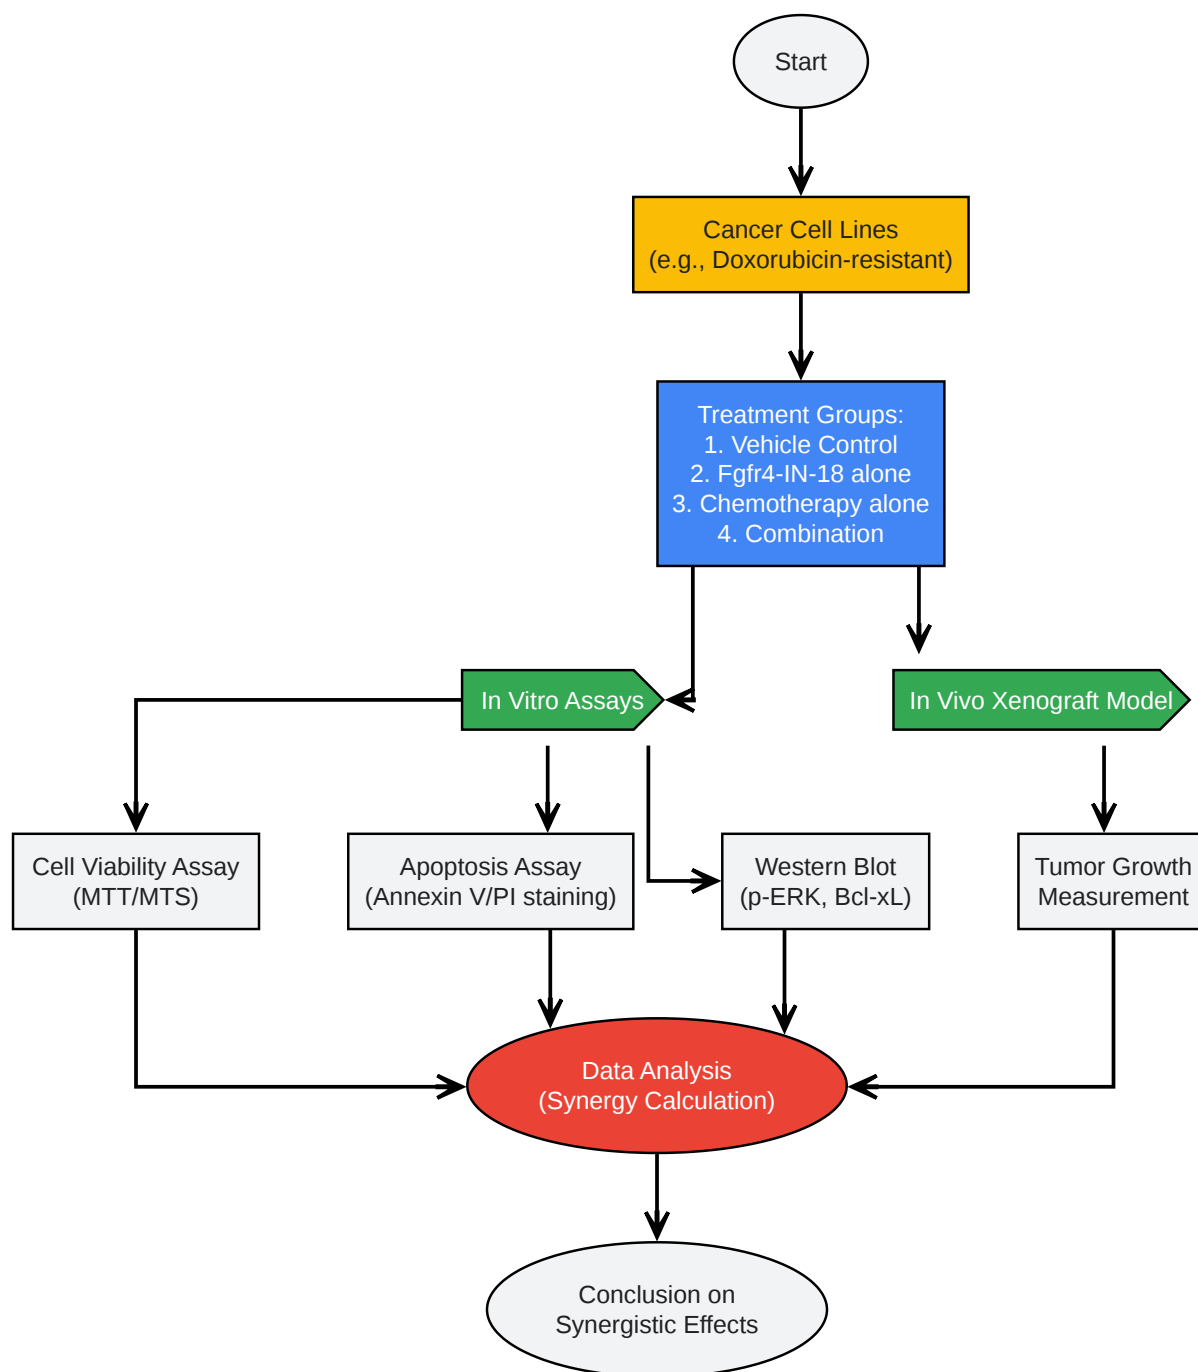 Start
Cancer Cell Lines
(e.g., Doxorubicin-resistant)
Treatment Groups:
1. Vehicle Control
2. Fgfr4-IN-18 alone
3. Chemotherapy alone
4. Combination
In Vitro Assays
In Vivo Xenograft Model
Cell Viability Assay
(MTT/MTS)
Apoptosis Assay
(Annexin V/PI staining)
Western Blot
(p-ERK, Bcl-xL)
Tumor Growth
Measurement
Data Analysis
(Synergy Calculation)
Conclusion on
Synergistic Effects